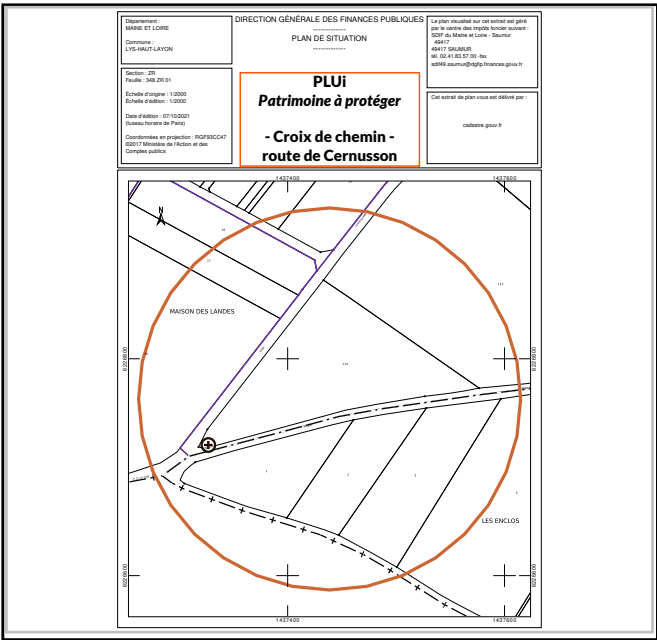 Département :
MAINE ET LOIRE
Commune :
LYS-HAUT-LAYON
Section : ZR
Feuille : 348 ZR 01
Échelle d'origine : 1/2000
Échelle d'édition : 1/2000
Date d'édition : 07/10/2021
(fuseau horaire de Paris)
Coordonnées en projection : RGF93CC47
©2017 Ministère de l'Action et des
Comptes publics
DIRECTION GÉNÉRALE DES FINANCES PUBLIQUES
-------------
PLAN DE SITUATION
-------------
PLUi
Patrimoine à protéger
- Croix de chemin -
route de Cernusson
Le plan visualisé sur cet extrait est géré
par le centre des impôts foncier suivant :
SDIF du Maine et Loire - Saumur
49417
49417 SAUMUR
tél. 02.41.83.57.00 -fax
sdif49.saumur@dgfip.finances.gouv.fr
Cet extrait de plan vous est délivré par :
cadastre.gouv.fr
1437400
1437600
N
MAISON DES LANDES
6226800
6226800
LES ENCLOS
6226600
6226600
1437400
1437600